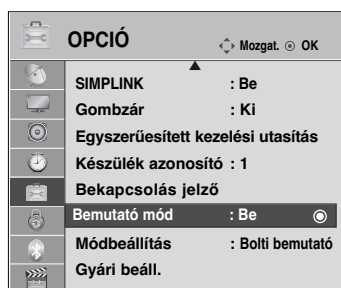 OPCIÓ Mozgat. OK
SIMPLINK : Be
Gombzár : Ki
Egyszerűesített kezelési utasítás
Készülék azonosító : 1
Bekapcsolás jelző
Bemutató mód : Be
Módbeállítás : Bolti bemutató
Gyári beáll.